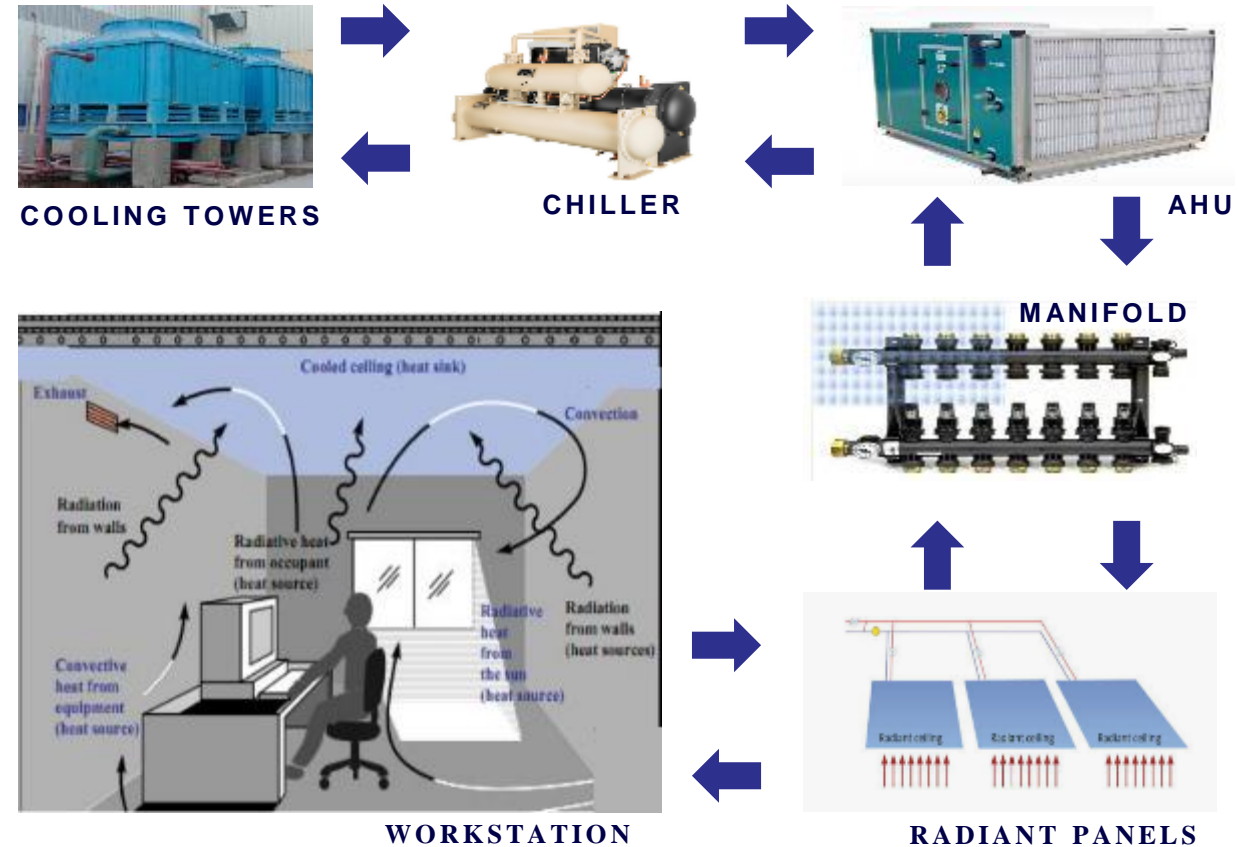 COOLING TOWERS
CHILLER
AHU
MANIFOLD
Cooled ceiling (heat sink)
Exhaust
Convection
Radiation
from walls
Radiative heat
from occupant
(heat source)
Radiative
heat
from
the sun
(heat source)
Radiation
from walls
(heat sources)
Convective
heat from
equipment
(heat source)
WORKSTATION
Radiant ceiling
Radiant ceiling
Radiant ceiling
RADIANT PANELS